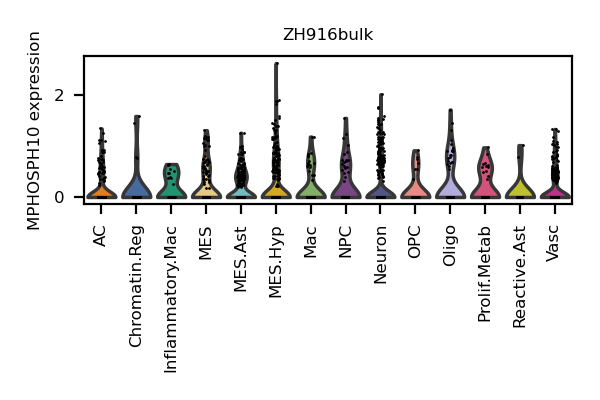 ZH916bulk
MPHOSPH10 expression
2
0
AC
Chromatin.Reg
Inflammatory.Mac
MES
MES.Ast
MES.Hyp
Mac
NPC
Neuron
OPC
Oligo
Prolif.Metab
Reactive.Ast
Vasc